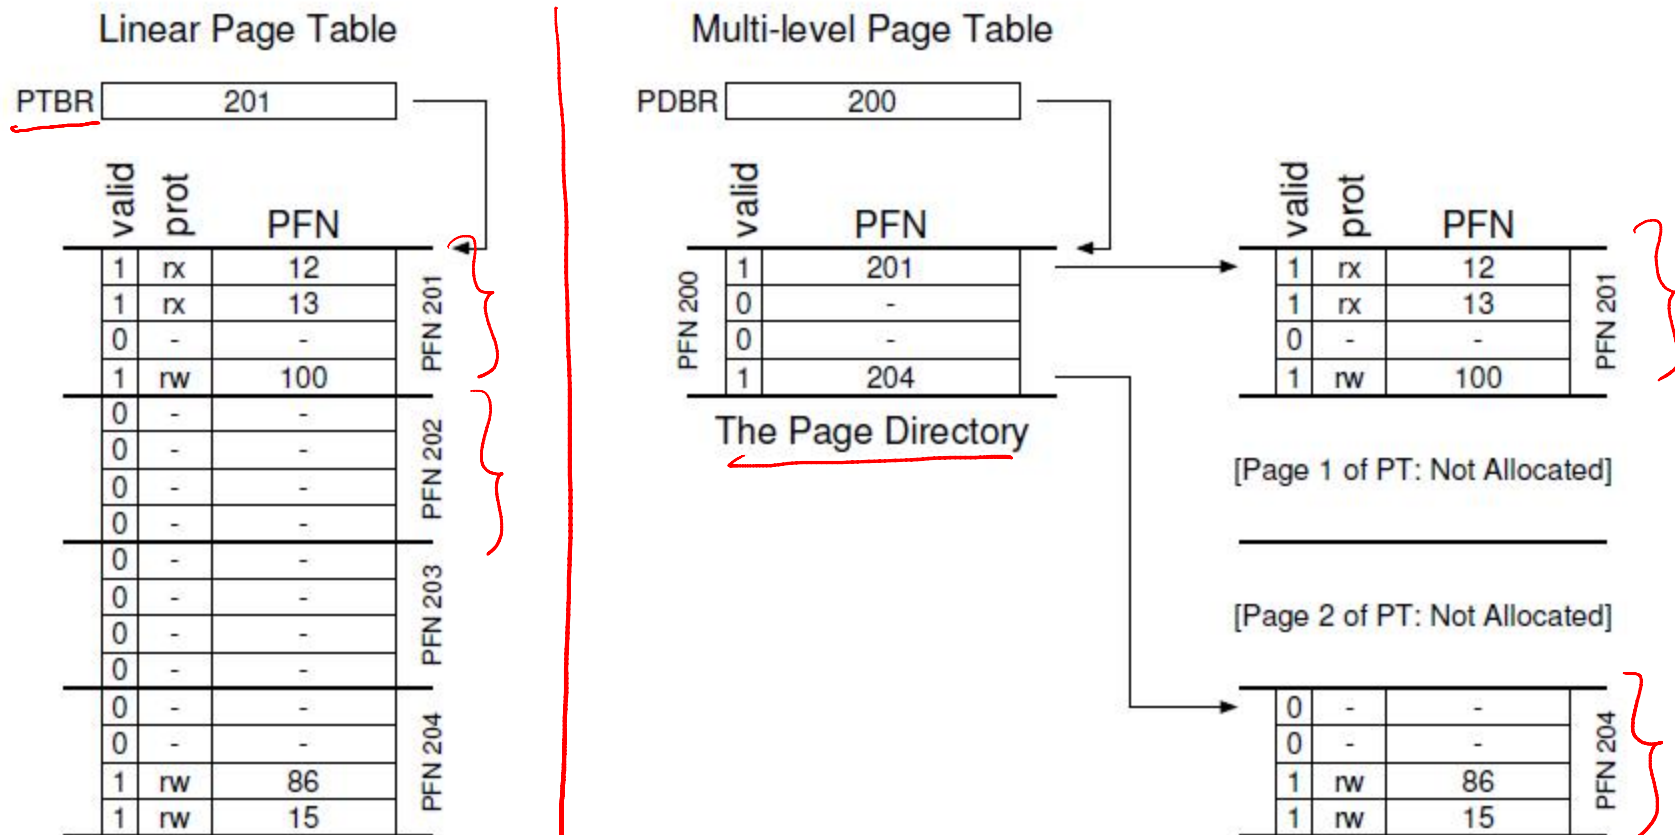 Linear Page Table
PTBR 201
valid prot PFN
1 rx 12
1 rx 13
0 - -
1 rw 100
PFN 201
0 - -
0 - -
0 - -
0 - -
PFN 202
0 - -
0 - -
0 - -
0 - -
PFN 203
0 - -
0 - -
1 rw 86
1 rw 15
PFN 204
Multi-level Page Table
PDBR 200
valid PFN
PFN 200
1 201
0 -
0 -
1 204
The Page Directory
valid prot PFN
1 rx 12
1 rx 13
0 - -
1 rw 100
PFN 201
[Page 1 of PT: Not Allocated]
[Page 2 of PT: Not Allocated]
0 - -
0 - -
1 rw 86
1 rw 15
PFN 204